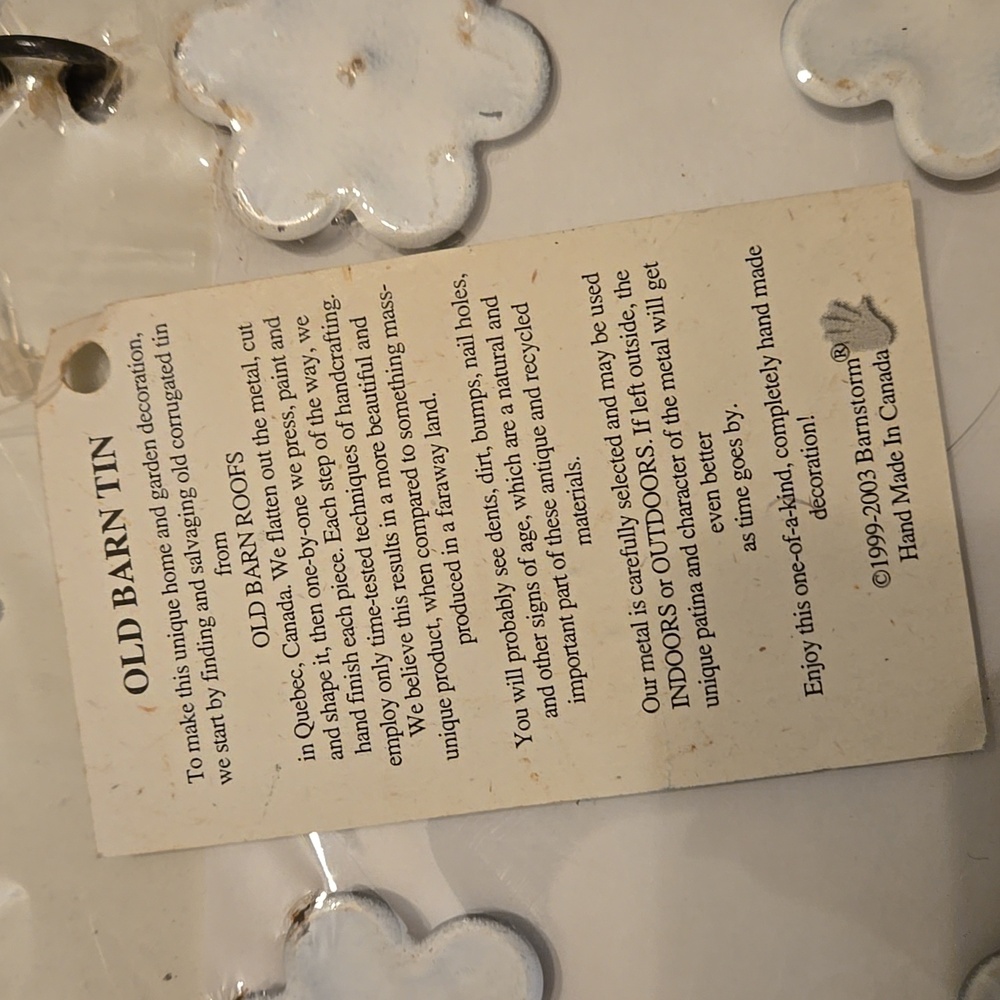 OLD BARN TIN
To make this unique home and garden decoration,
we start by finding and salvaging old corrugated tin
from
OLD BARN ROOFS
in Quebec, Canada. We flatten out the metal, cut
and shape it, then one-by-one we press, paint and
hand finish each piece. Each step of the way, we
employ only time-tested techniques of handcrafting.
We believe this results in a more beautiful and
unique product, when compared to something mass-
produced in a faraway land.
You will probably see dents, dirt, bumps, nail holes,
and other signs of age, which are a natural and
important part of these antique and recycled
materials.
Our metal is carefully selected and may be used
INDOORS or OUTDOORS. If left outside, the
unique patina and character of the metal will get
even better
as time goes by.
Enjoy this one-of-a-kind, completely hand made
decoration!
©1999-2003 Barnstorm®
Hand Made In Canada